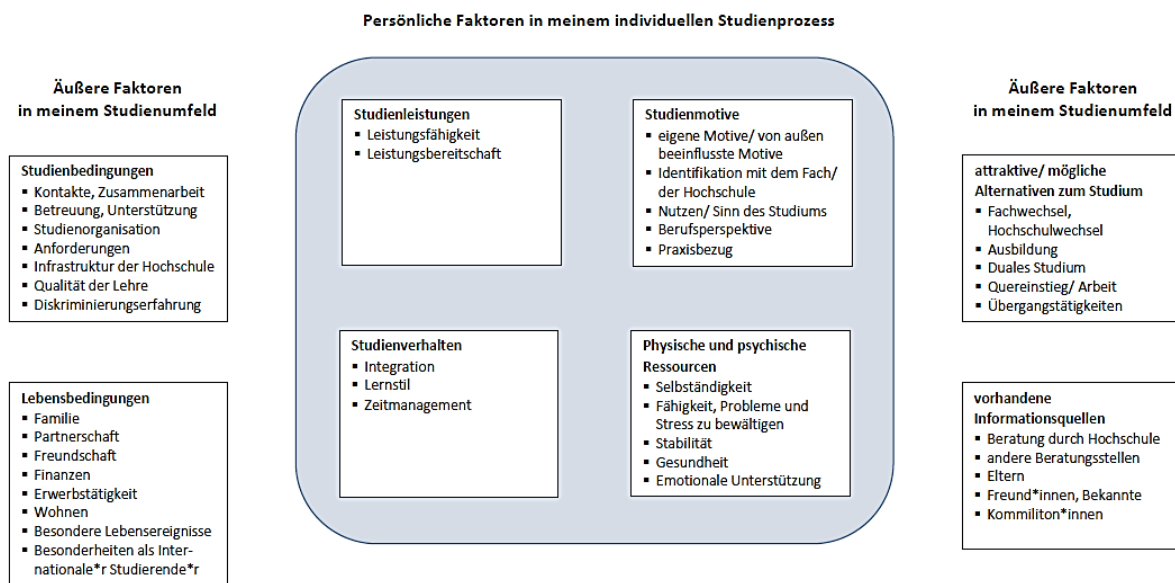 Persönliche Faktoren in meinem individuellen Studienprozess
Äußere Faktoren
in meinem Studienumfeld
Studienbedingungen
▪ Kontakte, Zusammenarbeit
▪ Betreuung, Unterstützung
▪ Studienorganisation
▪ Anforderungen
▪ Infrastruktur der Hochschule
▪ Qualität der Lehre
▪ Diskriminierungserfahrung
Lebensbedingungen
▪ Familie
▪ Partnerschaft
▪ Freundschaft
▪ Finanzen
▪ Erwerbstätigkeit
▪ Wohnen
▪ Besondere Lebensereignisse
▪ Besonderheiten als Inter-
nationale*r Studierende*r
Studienleistungen
▪ Leistungsfähigkeit
▪ Leistungsbereitschaft
Studienmotive
▪ eigene Motive/ von außen
beeinflusste Motive
▪ Identifikation mit dem Fach/
der Hochschule
▪ Nutzen/ Sinn des Studiums
▪ Berufsperspektive
▪ Praxisbezug
Studienverhalten
▪ Integration
▪ Lernstil
▪ Zeitmanagement
Physische und psychische
Ressourcen
▪ Selbständigkeit
▪ Fähigkeit, Probleme und
Stress zu bewältigen
▪ Stabilität
▪ Gesundheit
▪ Emotionale Unterstützung
Äußere Faktoren
in meinem Studienumfeld
attraktive/ mögliche
Alternativen zum Studium
▪ Fachwechsel,
Hochschulwechsel
▪ Ausbildung
▪ Duales Studium
▪ Quereinstieg/ Arbeit
▪ Übergangstätigkeiten
vorhandene
Informationsquellen
▪ Beratung durch Hochschule
▪ andere Beratungsstellen
▪ Eltern
▪ Freund*innen, Bekannte
▪ Kommiliton*innen